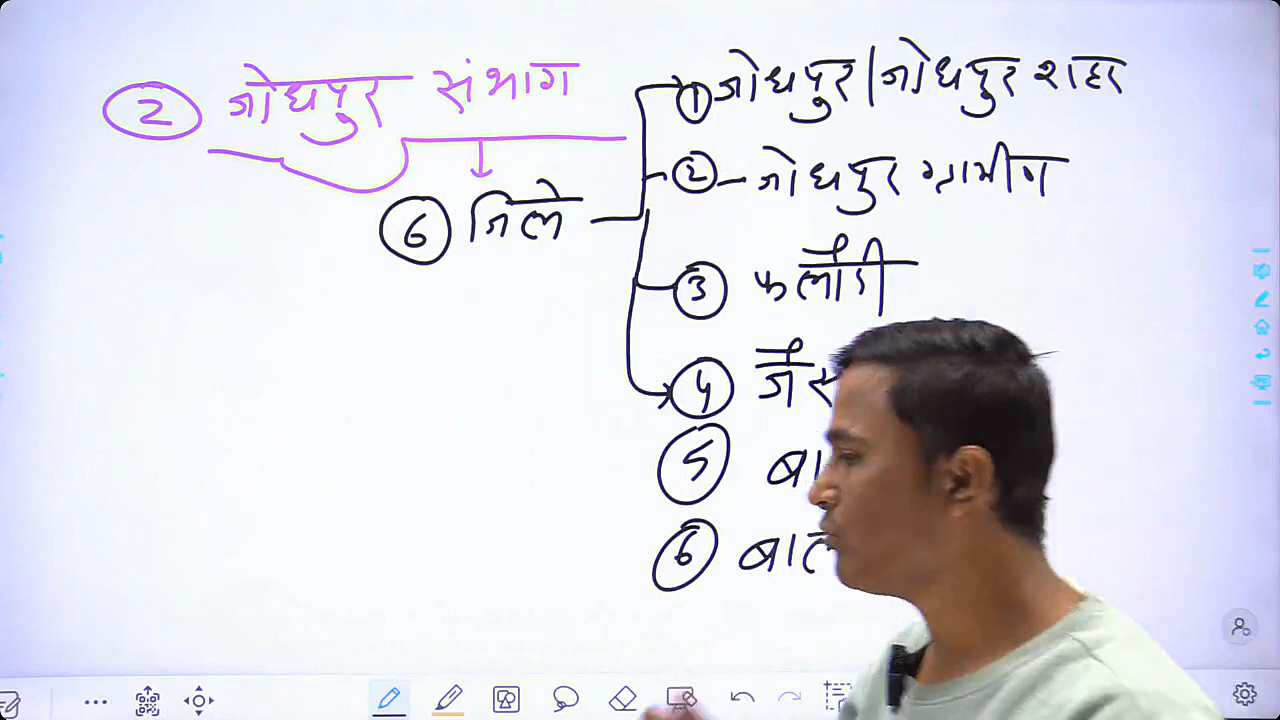 ② जोधपुर संभाग
⑥ जिले
① जोधपुर/जोधपुर शहर
② – जोधपुर ग्रामीण
③ फलौदी
④
⑤
⑥